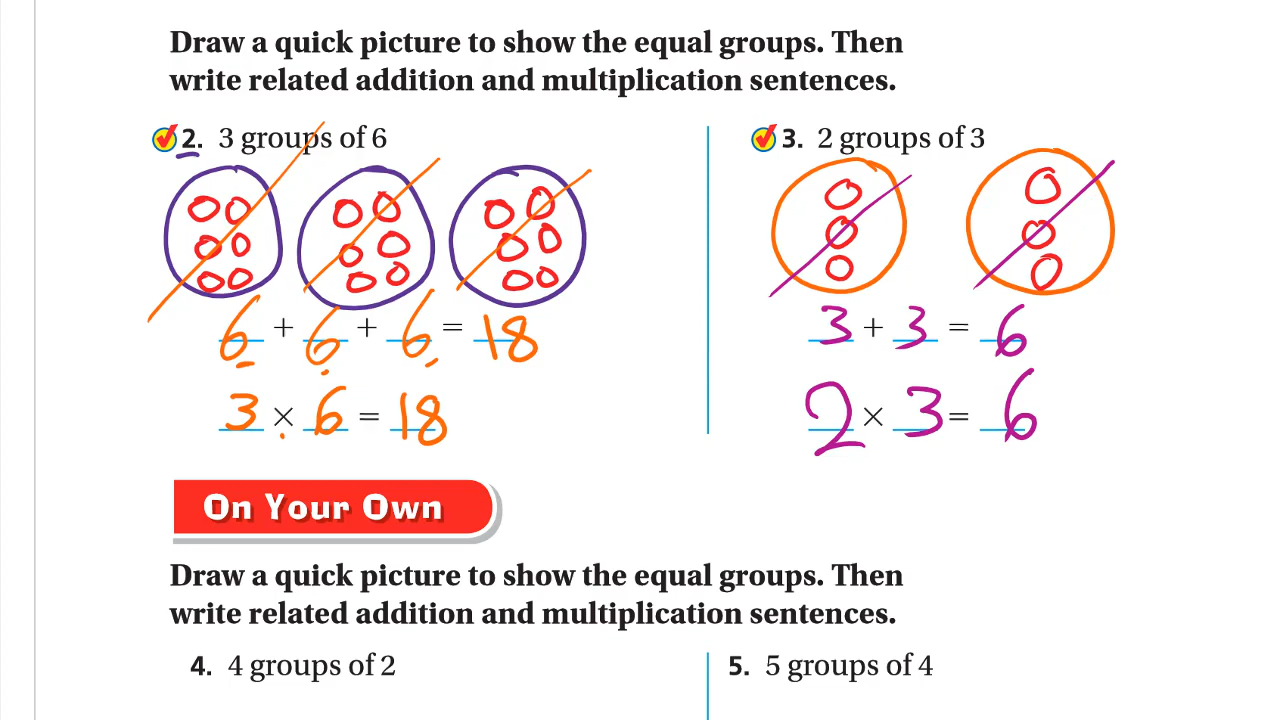 Draw a quick picture to show the equal groups. Then
write related addition and multiplication sentences.
2. 3 groups of 6
6 + 6 + 6 = 18
3 × 6 = 18
3. 2 groups of 3
3 + 3 = 6
2 × 3 = 6
On Your Own
Draw a quick picture to show the equal groups. Then
write related addition and multiplication sentences.
4. 4 groups of 2
5. 5 groups of 4